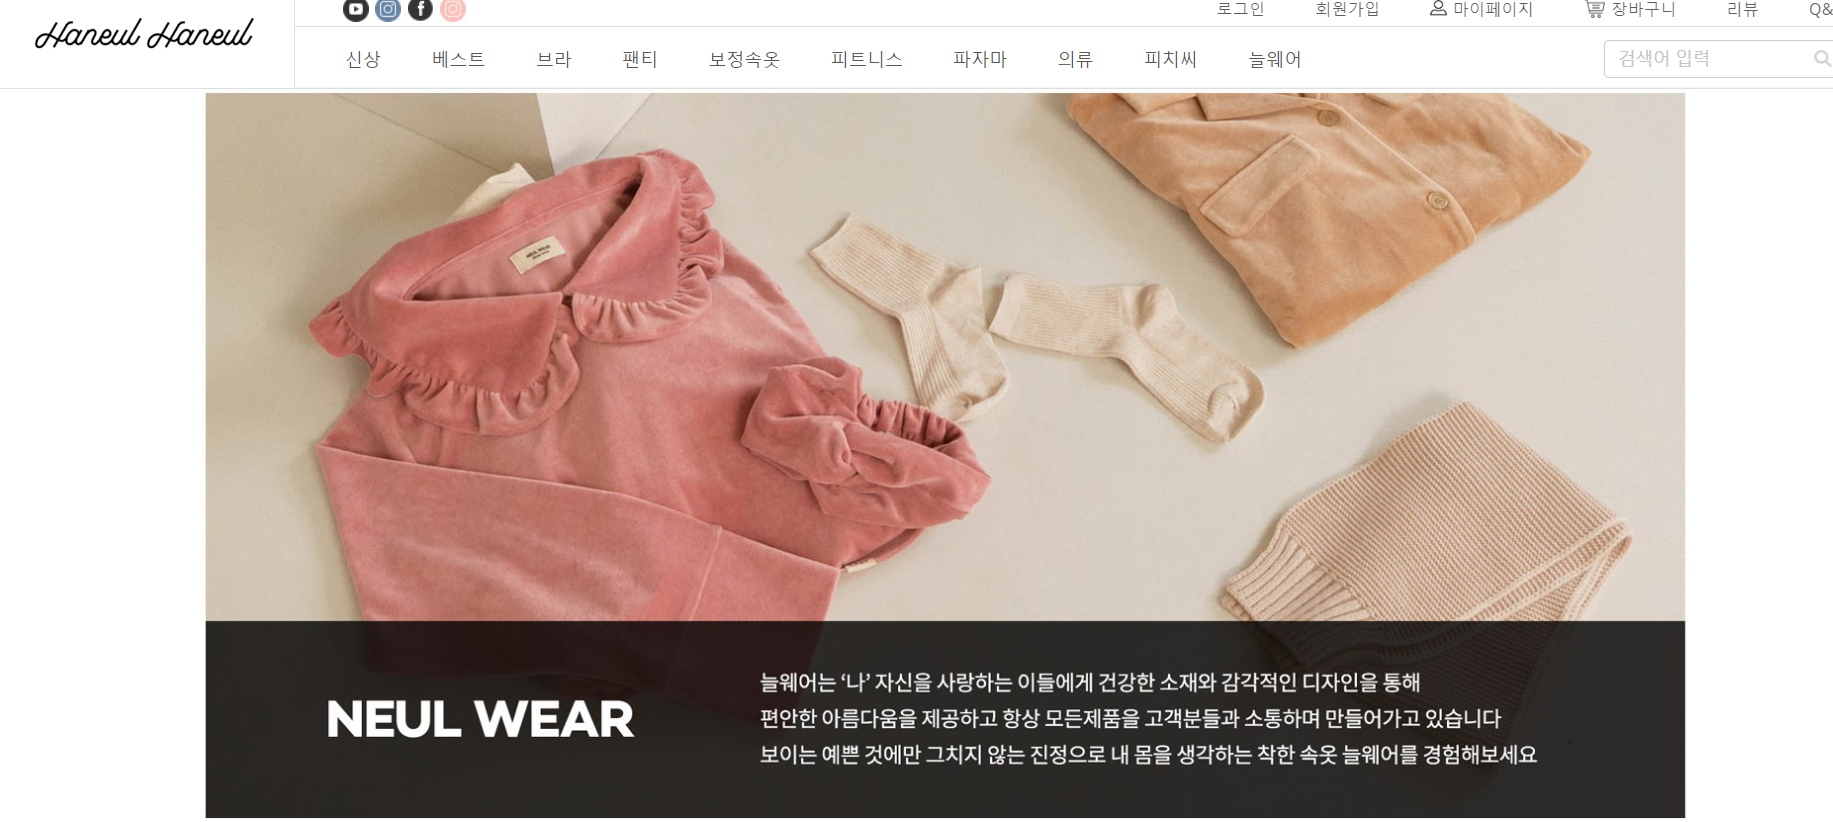 Haneul Haneul
로그인 회원가입 마이페이지 장바구니 리뷰 Q&
신상 베스트 브라 팬티 보정속옷 피트니스 파자마 의류 피치씨 늘웨어
검색어 입력
NEUL WEAR
NEUL WEAR
늘웨어는 ‘나’ 자신을 사랑하는 이들에게 건강한 소재와 감각적인 디자인을 통해
편안한 아름다움을 제공하고 항상 모든제품을 고객분들과 소통하며 만들어가고 있습니다
보이는 예쁜 것에만 그치지 않는 진정으로 내 몸을 생각하는 착한 속옷 늘웨어를 경험해보세요